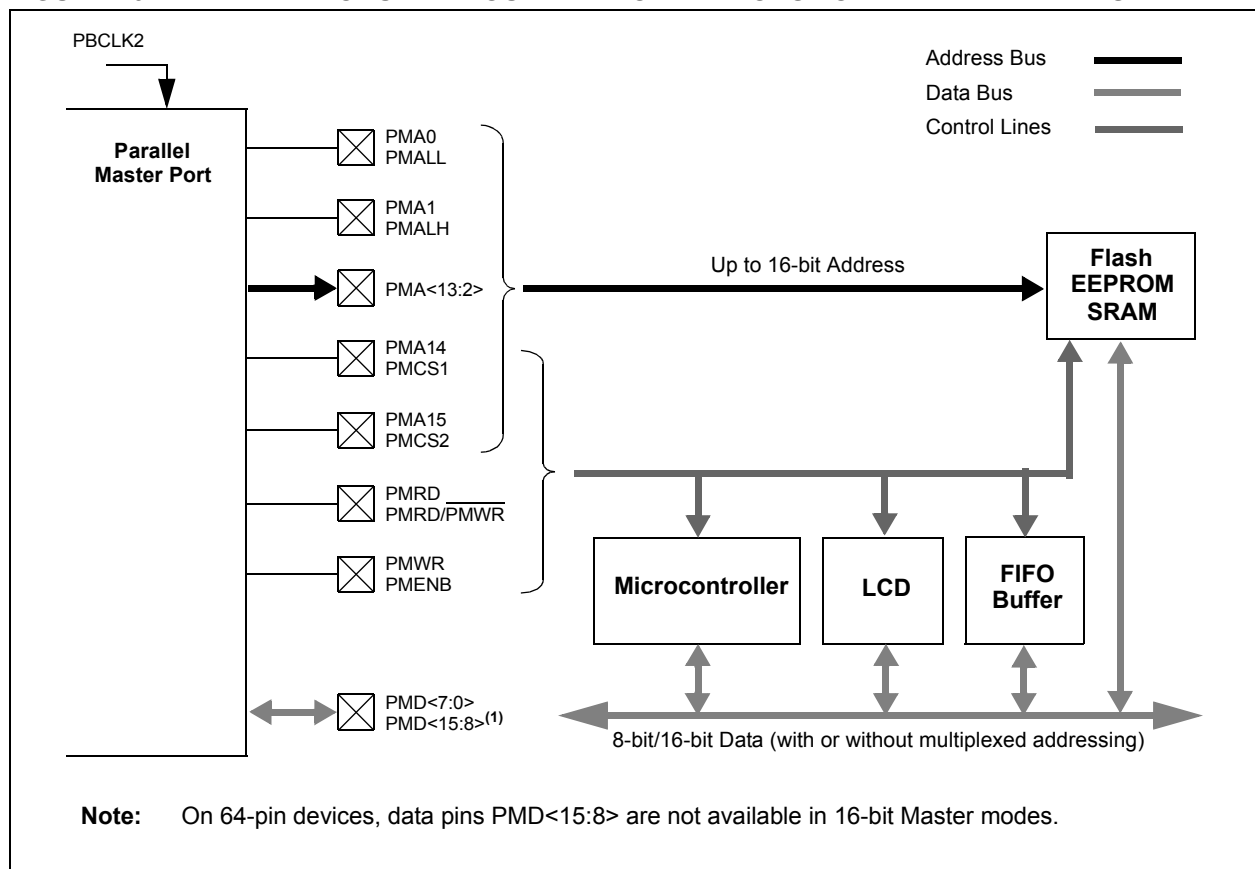 PBCLK2
Address Bus
Data Bus
Control Lines
Parallel
Master Port
PMA0
PMALL
PMA1
PMALH
PMA<13:2>
PMA14
PMCS1
PMA15
PMCS2
PMRD
PMRD/PMWR
PMWR
PMENB
PMD<7:0>
PMD<15:8>(1)
Up to 16-bit Address
Flash
EEPROM
SRAM
Microcontroller
LCD
FIFO
Buffer
8-bit/16-bit Data (with or without multiplexed addressing)
Note: On 64-pin devices, data pins PMD<15:8> are not available in 16-bit Master modes.